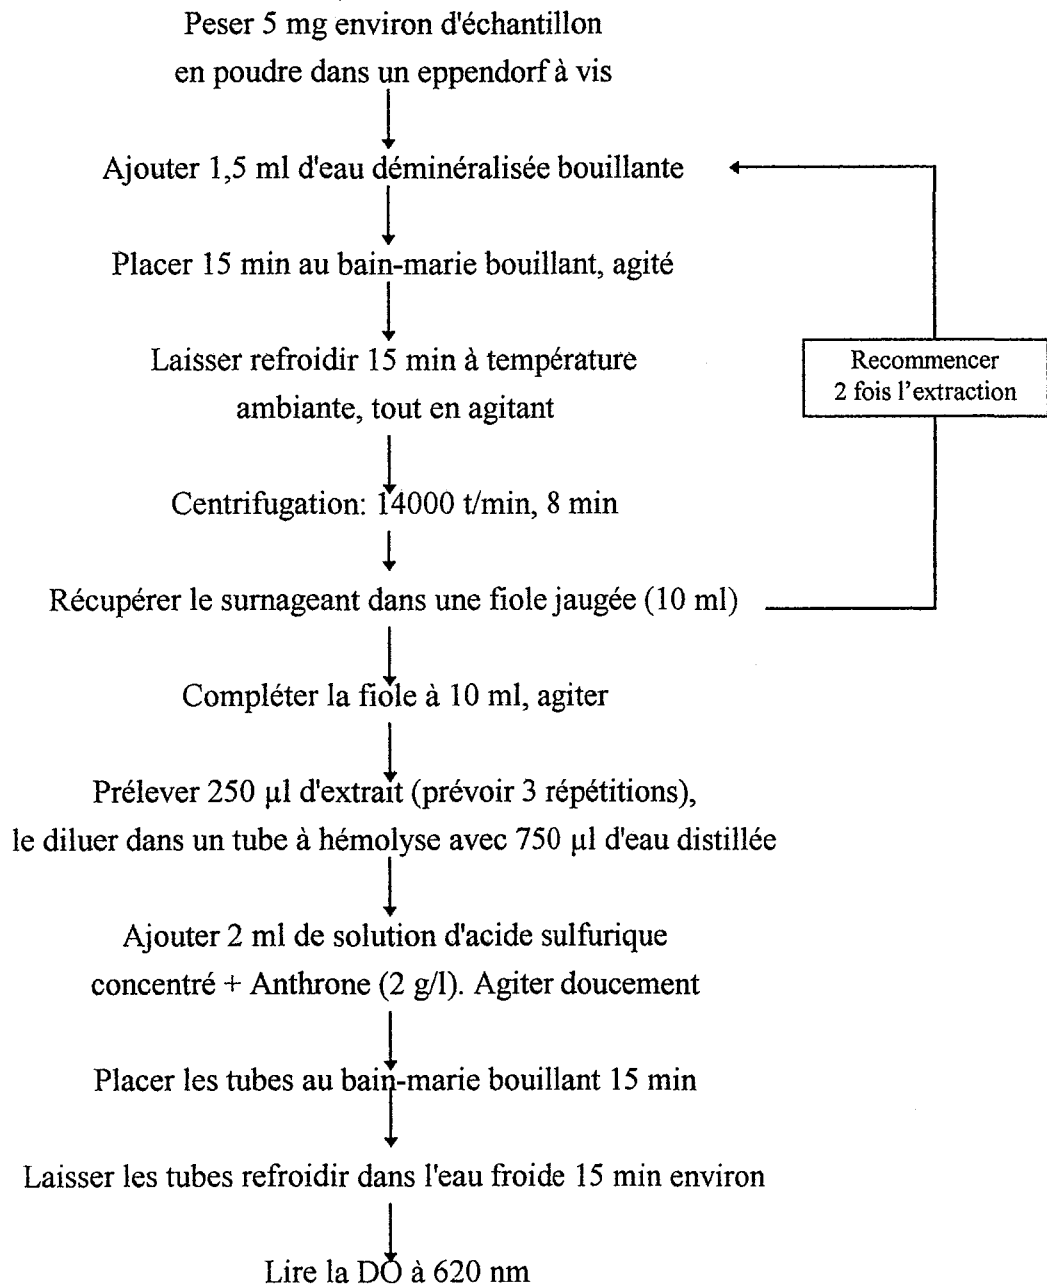 Peser 5 mg environ d'échantillon
en poudre dans un eppendorf à vis
Ajouter 1,5 ml d'eau déminéralisée bouillante
Placer 15 min au bain-marie bouillant, agité
Laisser refroidir 15 min à température
ambiante, tout en agitant
Recommencer
2 fois l'extraction
Centrifugation: 14000 t/min, 8 min
Récupérer le surnageant dans une fiole jaugée (10 ml)
Compléter la fiole à 10 ml, agiter
Prélever 250 µl d'extrait (prévoir 3 répétitions),
le diluer dans un tube à hémolyse avec 750 µl d'eau distillée
Ajouter 2 ml de solution d'acide sulfurique
concentré + Anthrone (2 g/l). Agiter doucement
Placer les tubes au bain-marie bouillant 15 min
Laisser les tubes refroidir dans l'eau froide 15 min environ
Lire la DO à 620 nm